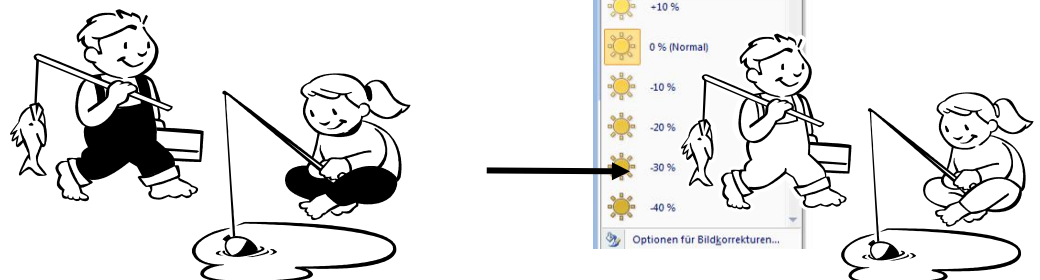 +10 %
0 % (Normal)
-10 %
-20 %
-30 %
-40 %
Optionen für Bildkorrekturen...